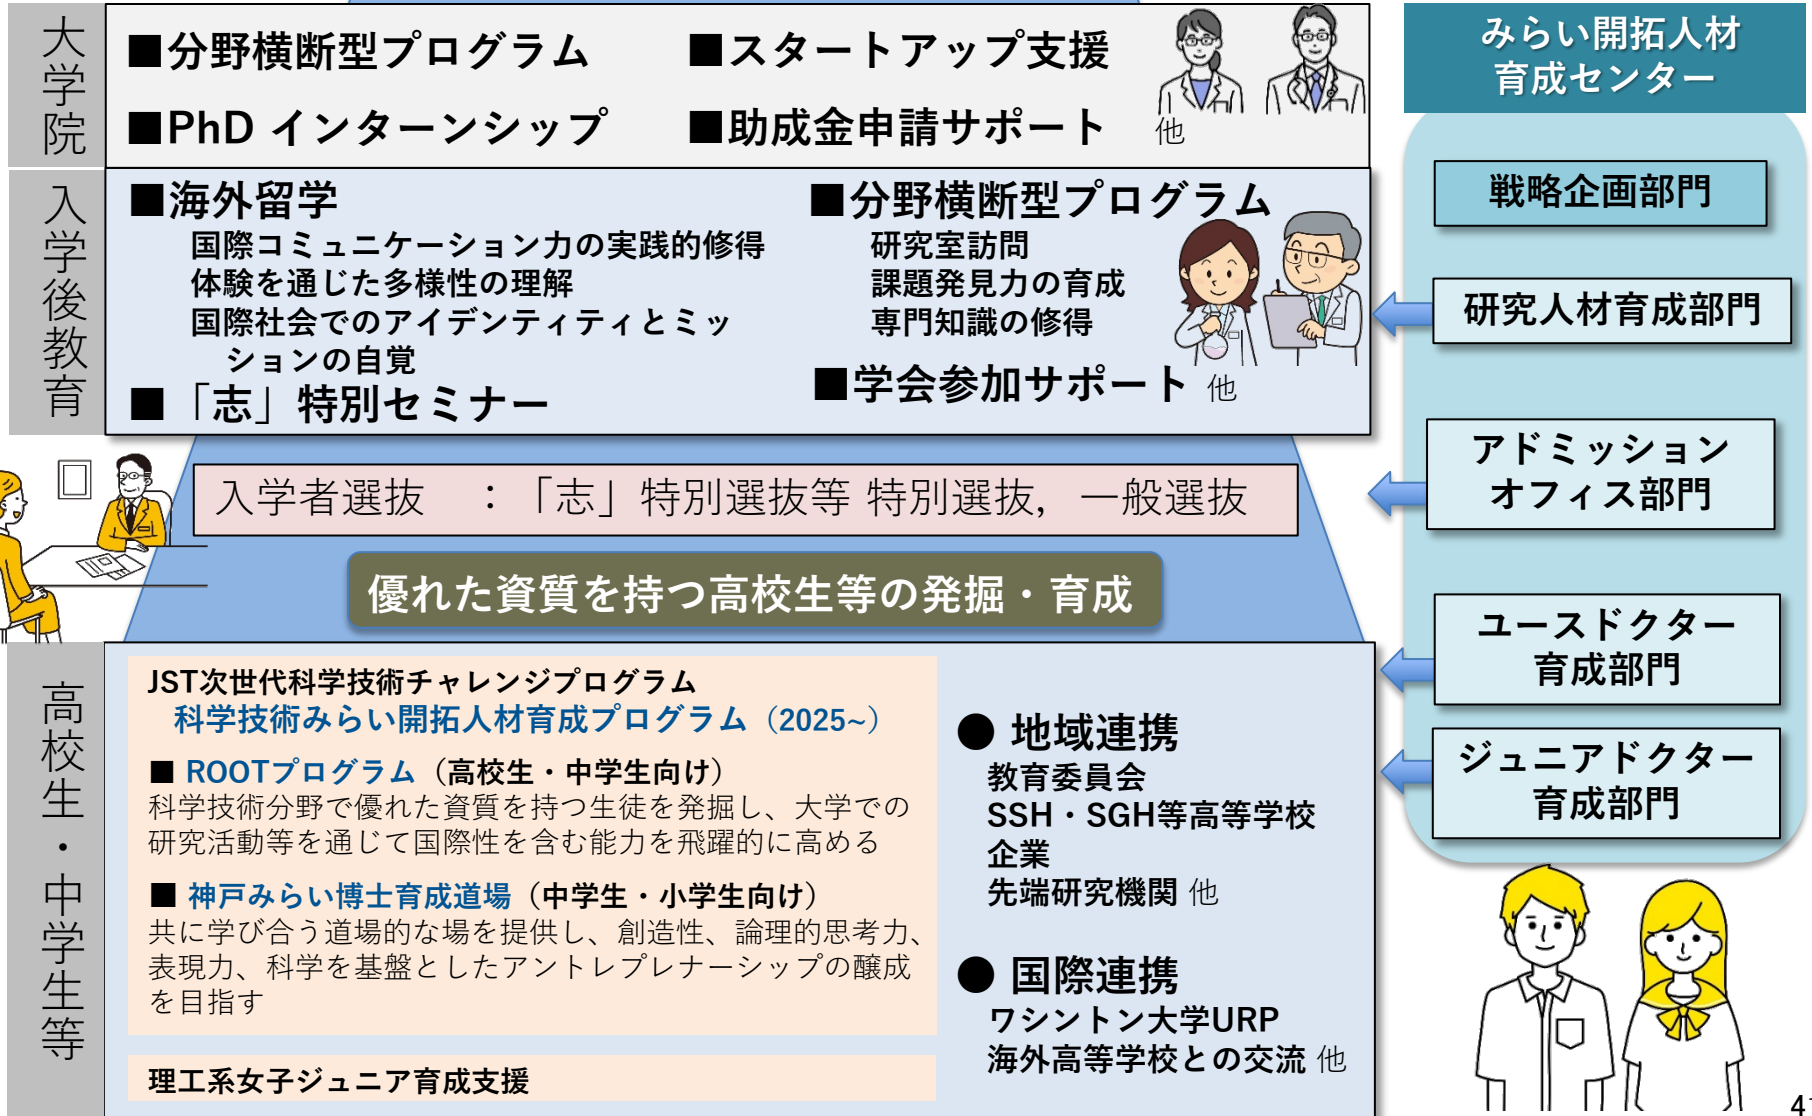 大学院
■分野横断型プログラム
■スタートアップ支援
■PhD インターンシップ
■助成金申請サポート 他
入学後教育
■海外留学
国際コミュニケーション力の実践的修得
体験を通じた多様性の理解
国際社会でのアイデンティティとミッ
ションの自覚
■「志」特別セミナー
■分野横断型プログラム
研究室訪問
課題発見力の育成
専門知識の修得
■学会参加サポート 他
入学者選抜 ：「志」特別選抜等 特別選抜, 一般選抜
優れた資質を持つ高校生等の発掘・育成
高校生・中学生等
JST次世代科学技術チャレンジプログラム
科学技術みらい開拓人材育成プログラム（2025~）
■ ROOTプログラム（高校生・中学生向け）
科学技術分野で優れた資質を持つ生徒を発掘し、大学での
研究活動等を通じて国際性を含む能力を飛躍的に高める
■ 神戸みらい博士育成道場（中学生・小学生向け）
共に学び合う道場的な場を提供し、創造性、論理的思考力、
表現力、科学を基盤としたアントレプレナーシップの醸成
を目指す
理工系女子ジュニア育成支援
● 地域連携
教育委員会
SSH・SGH等高等学校
企業
先端研究機関 他
● 国際連携
ワシントン大学URP
海外高等学校との交流 他
みらい開拓人材
育成センター
戦略企画部門
研究人材育成部門
アドミッション
オフィス部門
ユースドクター
育成部門
ジュニアドクター
育成部門